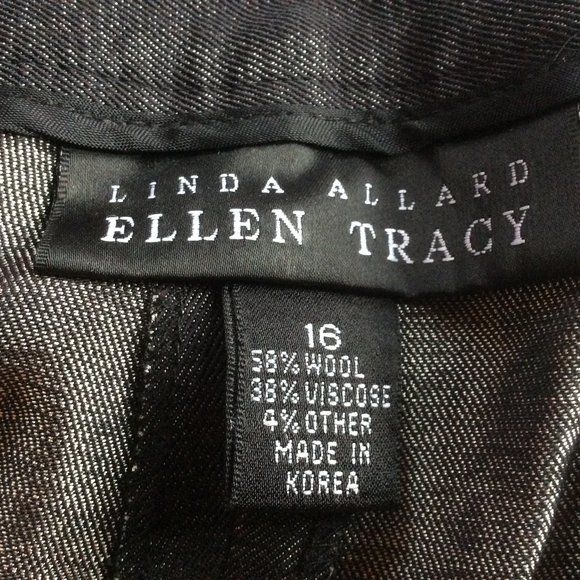 LINDA ALLARD
ELLEN TRACY
16
58% WOOL
38% VISCOSE
4% OTHER
MADE IN
KOREA